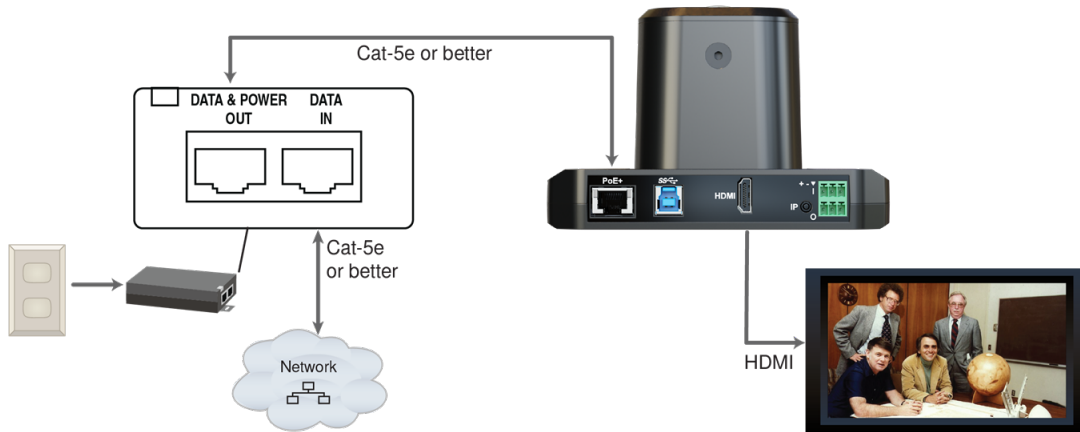 Cat-5e or better
DATA & POWER
OUT
DATA
IN
PoE+
SS
HDMI
+ -
I
IP
O
Cat-5e
or better
Network
HDMI